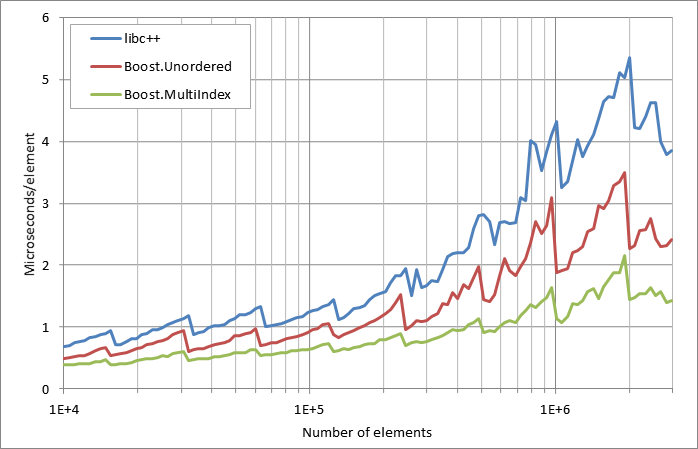 6
libc++
Boost.Unordered
Boost.MultiIndex
5
4
3
2
1
0
Microseconds/element
1E+4
1E+5
1E+6
Number of elements